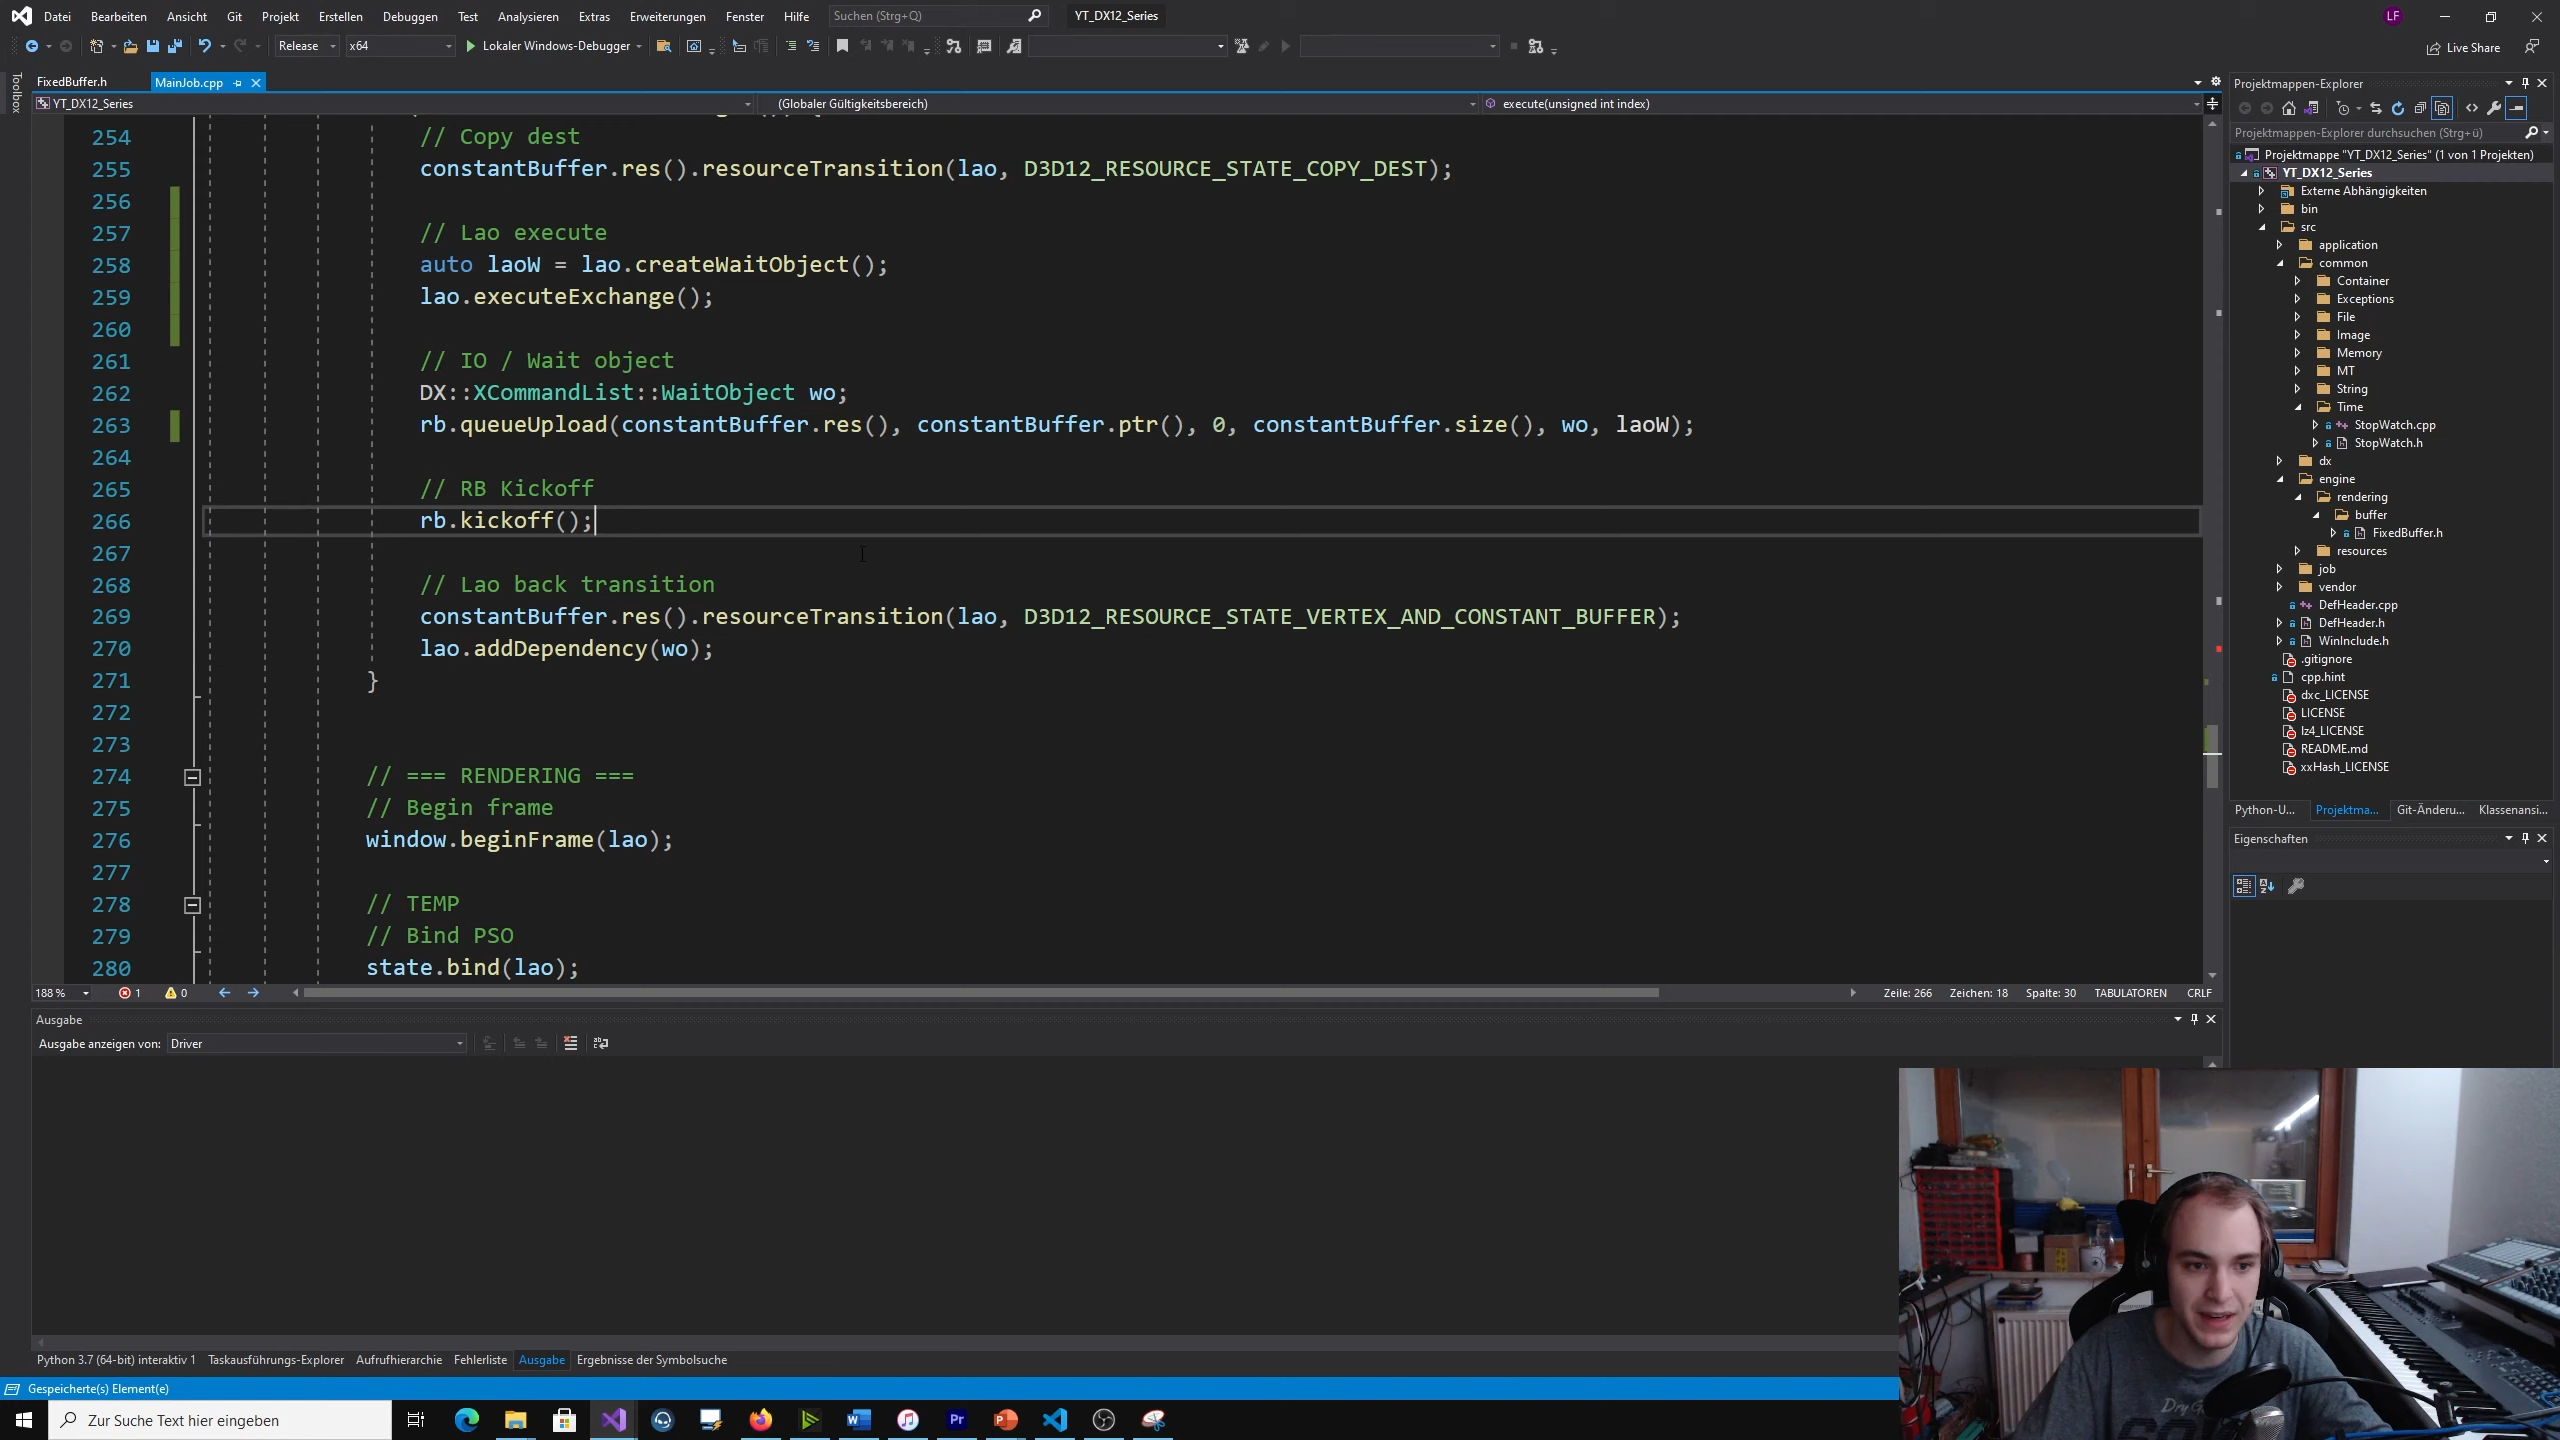 Datei Bearbeiten Ansicht Git Projekt Erstellen Debuggen Test Analysieren Extras Erweiterungen Fenster Hilfe Suchen (Strg+Q) YT_DX12_Series LF
Release x64 Lokaler Windows-Debugger Live Share
Toolbox
FixedBuffer.h MainJob.cpp
YT_DX12_Series (Globaler Gültigkeitsbereich) execute(unsigned int index)
254 // Copy dest
255 constantBuffer.res().resourceTransition(lao, D3D12_RESOURCE_STATE_COPY_DEST);
256
257 // Lao execute
258 auto laoW = lao.createWaitObject();
259 lao.executeExchange();
260
261 // IO / Wait object
262 DX::XCommandList::WaitObject wo;
263 rb.queueUpload(constantBuffer.res(), constantBuffer.ptr(), 0, constantBuffer.size(), wo, laoW);
264
265 // RB Kickoff
266 rb.kickoff();
267
268 // Lao back transition
269 constantBuffer.res().resourceTransition(lao, D3D12_RESOURCE_STATE_VERTEX_AND_CONSTANT_BUFFER);
270 lao.addDependency(wo);
271 }
272
273
274 // === RENDERING ===
275 // Begin frame
276 window.beginFrame(lao);
277
278 // TEMP
279 // Bind PSO
280 state.bind(lao);
188 % 1 0 Zeile: 266 Zeichen: 18 Spalte: 30 TABULATOREN CRLF
Ausgabe
Ausgabe anzeigen von: Driver
Python 3.7 (64-bit) interaktiv 1 Taskausführungs-Explorer Aufrufhierarchie Fehlerliste Ausgabe Ergebnisse der Symbolsuche
Gespeicherte(s) Element(e)
Zur Suche Text hier eingeben
Projektmappen-Explorer
Projektmappen-Explorer durchsuchen (Strg+ü)
Projektmappe "YT_DX12_Series" (1 von 1 Projekten)
YT_DX12_Series
Externe Abhängigkeiten
bin
src
application
common
Container
Exceptions
File
Image
Memory
MT
String
Time
StopWatch.cpp
StopWatch.h
dx
engine
rendering
buffer
FixedBuffer.h
resources
job
vendor
DefHeader.cpp
DefHeader.h
WinInclude.h
.gitignore
cpp.hint
dxc_LICENSE
LICENSE
lz4_LICENSE
README.md
xxHash_LICENSE
Python-U... Projektma... Git-Änderu... Klassenansi...
Eigenschaften